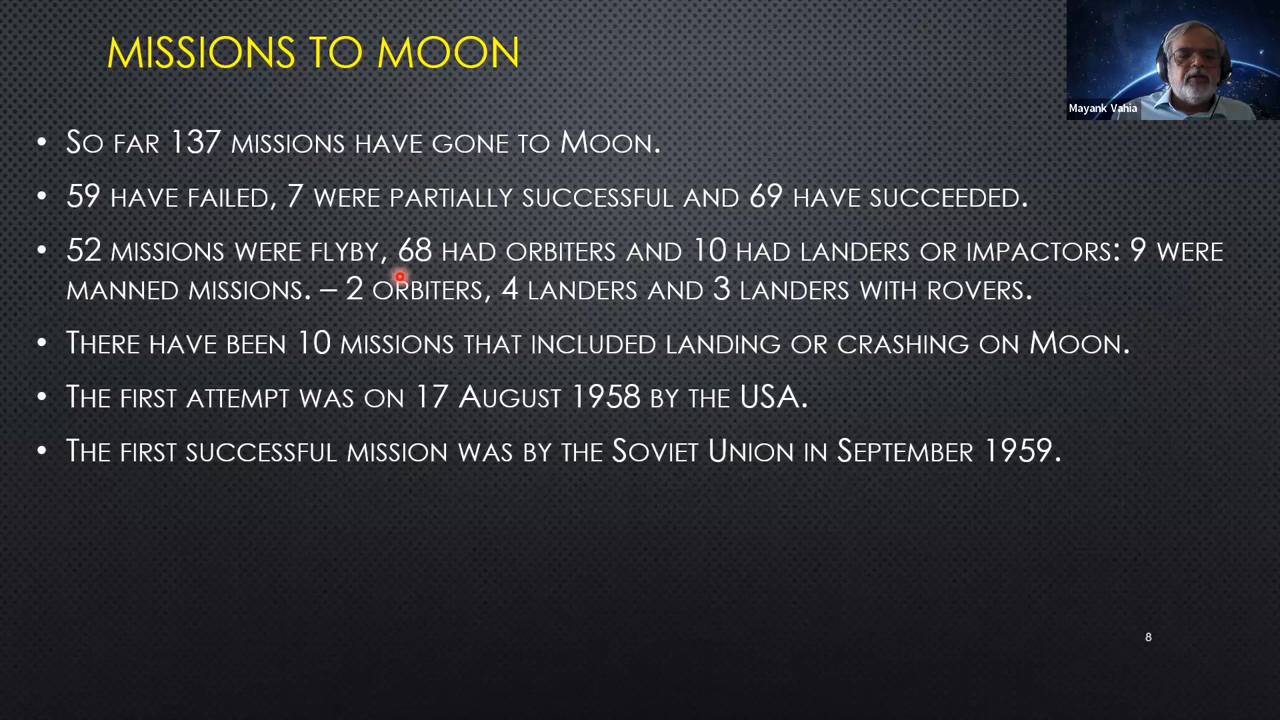 MISSIONS TO MOON
Mayank Vahia
• So far 137 missions have gone to Moon.
• 59 have failed, 7 were partially successful and 69 have succeeded.
• 52 missions were flyby, 68 had orbiters and 10 had landers or impactors: 9 were
manned missions. – 2 orbiters, 4 landers and 3 landers with rovers.
• There have been 10 missions that included landing or crashing on Moon.
• The first attempt was on 17 August 1958 by the USA.
• The first successful mission was by the Soviet Union in September 1959.
8